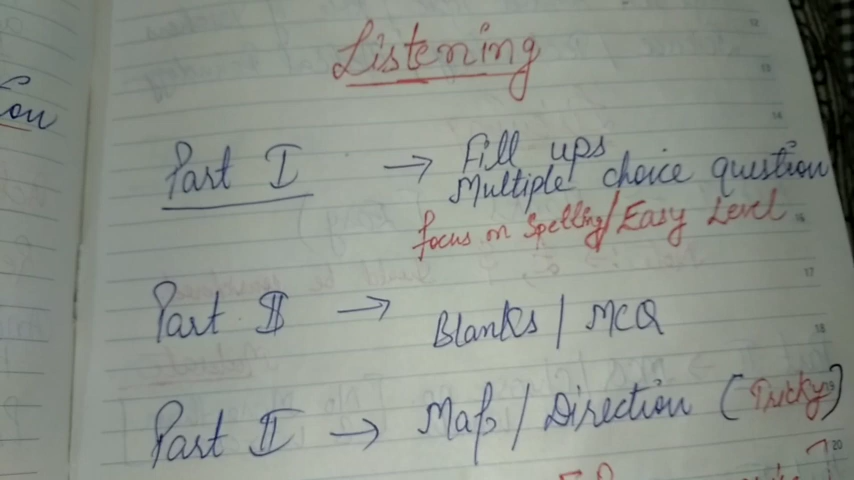 Listening
Part I → Fill ups
Multiple choice question
focus on Spelling/Easy Level
Part II → Blanks / MCQ
Part II → Map / Direction (Tricky)